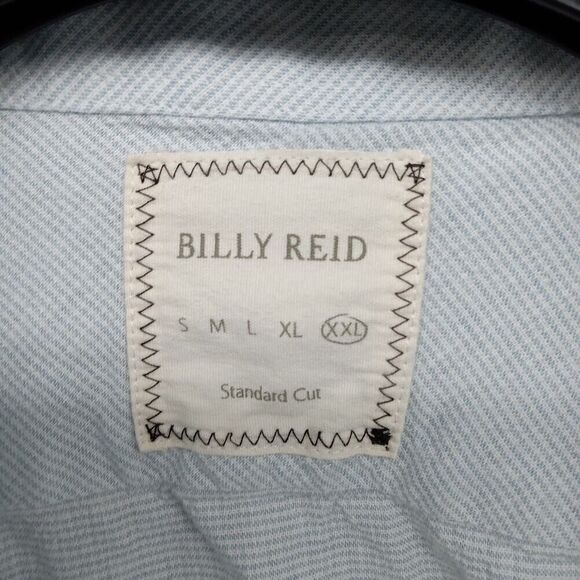 BILLY REID
S M L XL XXL
Standard Cut